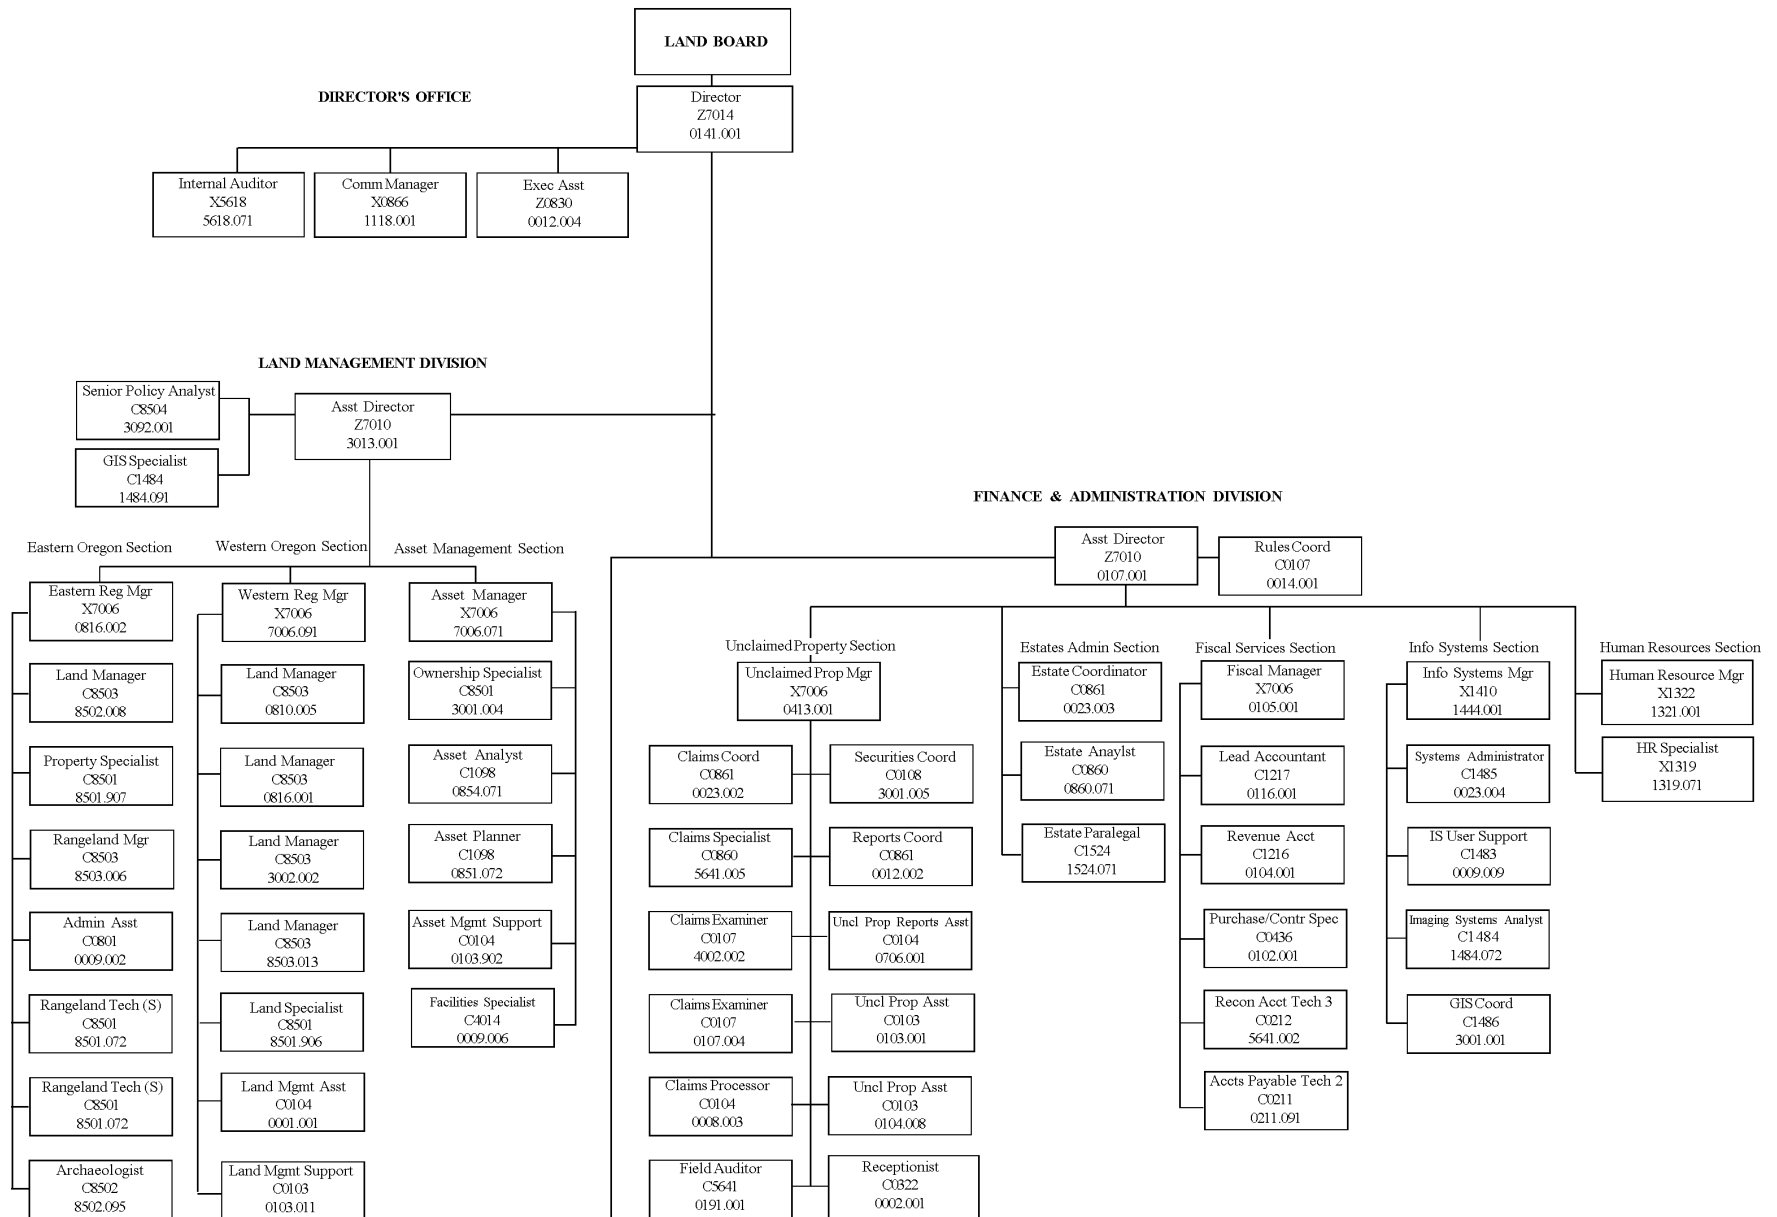 LAND BOARD
DIRECTOR'S OFFICE
Director
Z7014
0141.001
Internal Auditor
X5618
5618.071
Comm Manager
X0866
1118.001
Exec Asst
Z0830
0012.004
LAND MANAGEMENT DIVISION
Senior Policy Analyst
C8504
3092.001
Asst Director
Z7010
3013.001
GIS Specialist
C1484
1484.091
Eastern Oregon Section
Western Oregon Section
Asset Management Section
Eastern Reg Mgr
X7006
0816.002
Land Manager
C8503
8502.008
Property Specialist
C8501
8501.907
Rangeland Mgr
C8503
8503.006
Admin Asst
C0801
0009.002
Rangeland Tech (S)
C8501
8501.072
Rangeland Tech (S)
C8501
8501.072
Archaeologist
C8502
8502.095
Western Reg Mgr
X7006
7006.091
Land Manager
C8503
0810.005
Land Manager
C8503
0816.001
Land Manager
C8503
3002.002
Land Manager
C8503
8503.013
Land Specialist
C8501
8501.906
Land Mgmt Asst
C0104
0001.001
Land Mgmt Support
C0103
0103.011
Asset Manager
X7006
7006.071
Ownership Specialist
C8501
3001.004
Asset Analyst
C1098
0854.071
Asset Planner
C1098
0851.072
Asset Mgmt Support
C0104
0103.902
Facilities Specialist
C4014
0009.006
FINANCE & ADMINISTRATION DIVISION
Asst Director
Z7010
0107.001
Rules Coord
C0107
0014.001
Unclaimed Property Section
Unclaimed Prop Mgr
X7006
0413.001
Claims Coord
C0861
0023.002
Securities Coord
C0108
3001.005
Claims Specialist
C0860
5641.005
Reports Coord
C0861
0012.002
Claims Examiner
C0107
4002.002
Uncl Prop Reports Asst
C0104
0706.001
Claims Examiner
C0107
0107.004
Uncl Prop Asst
C0103
0103.001
Claims Processor
C0104
0008.003
Uncl Prop Asst
C0103
0104.008
Field Auditor
C5641
0191.001
Receptionist
C0322
0002.001
Estates Admin Section
Estate Coordinator
C0861
0023.003
Estate Anaylst
C0860
0860.071
Estate Paralegal
C1524
1524.071
Fiscal Services Section
Fiscal Manager
X7006
0105.001
Lead Accountant
C1217
0116.001
Revenue Acct
C1216
0104.001
Purchase/Contr Spec
C0436
0102.001
Recon Acct Tech 3
C0212
5641.002
Accts Payable Tech 2
C0211
0211.091
Info Systems Section
Info Systems Mgr
X1410
1444.001
Systems Administrator
C1485
0023.004
IS User Support
C1483
0009.009
Imaging Systems Analyst
C1484
1484.072
GIS Coord
C1486
3001.001
Human Resources Section
Human Resource Mgr
X1322
1321.001
HR Specialist
X1319
1319.071